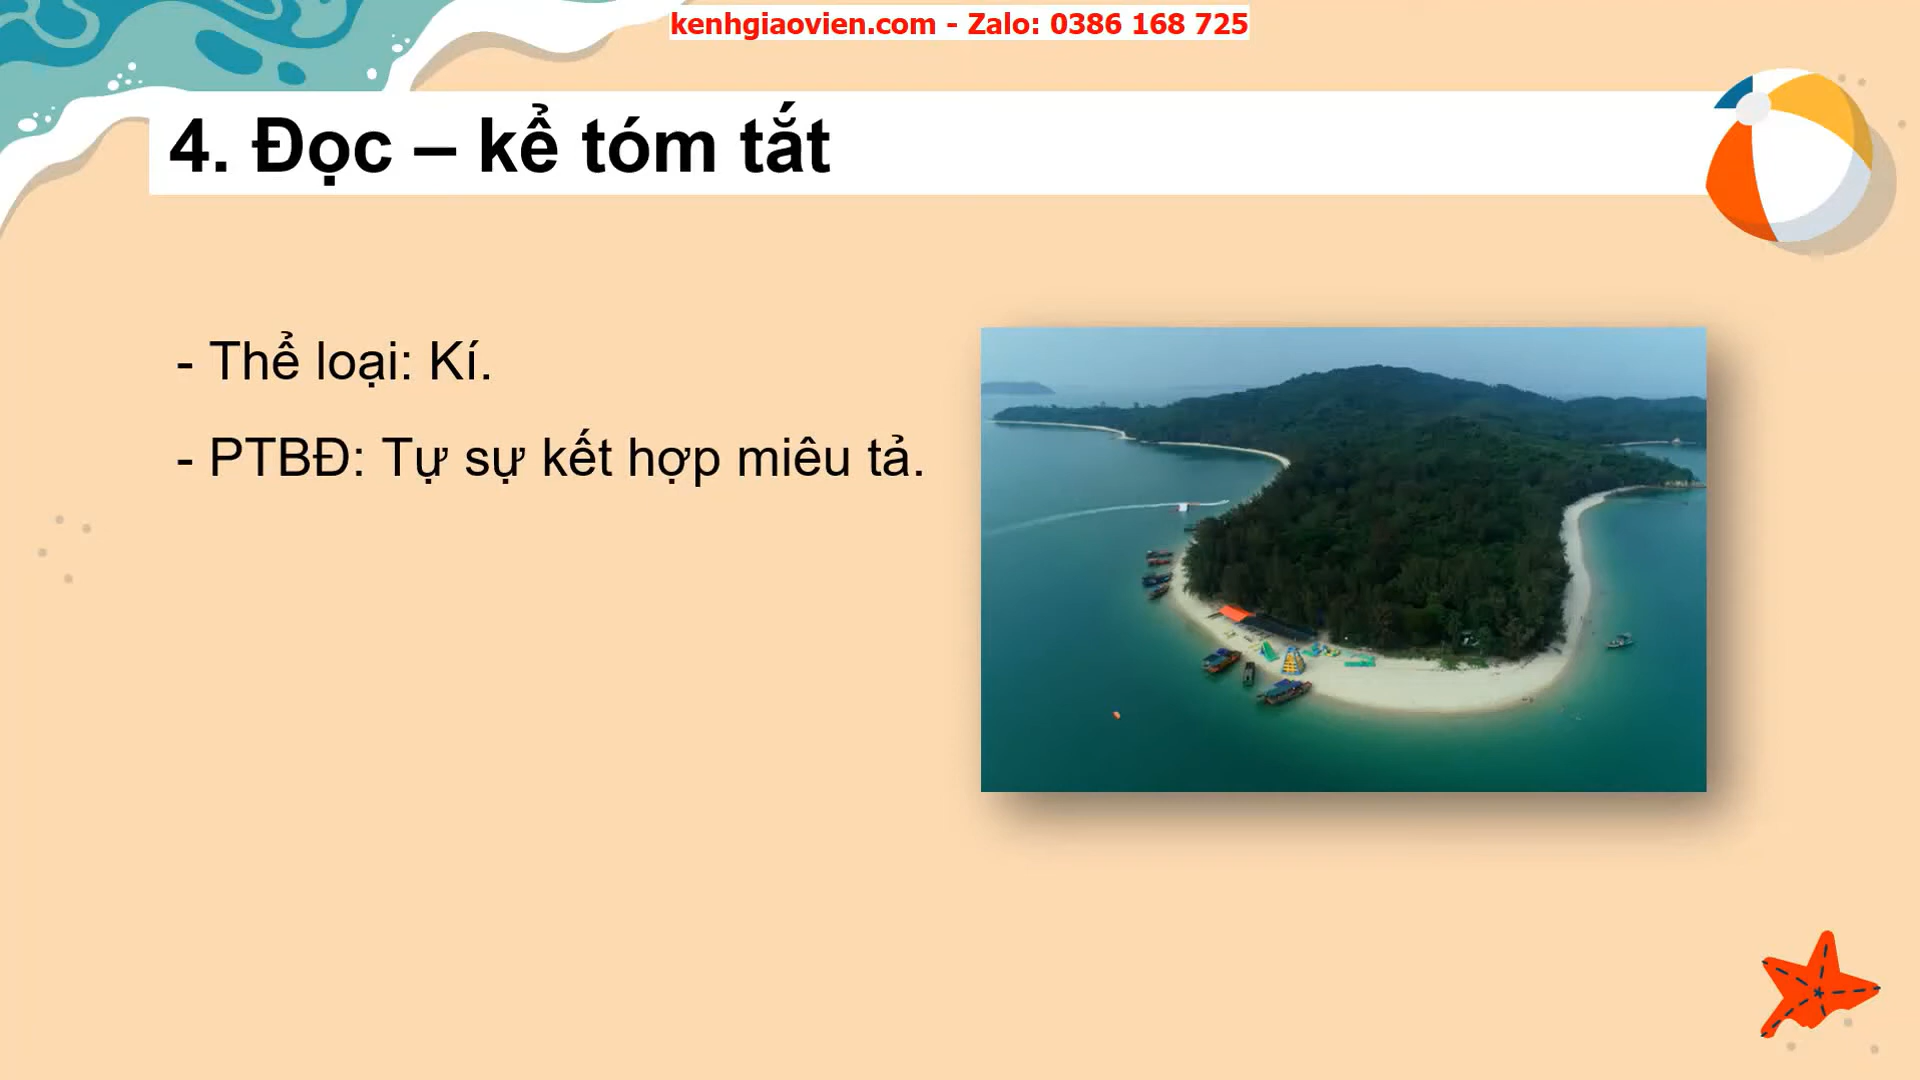 kenhgiaovien.com - Zalo: 0386 168 725
4. Đọc – kể tóm tắt
- Thể loại: Kí.
- PTBĐ: Tự sự kết hợp miêu tả.